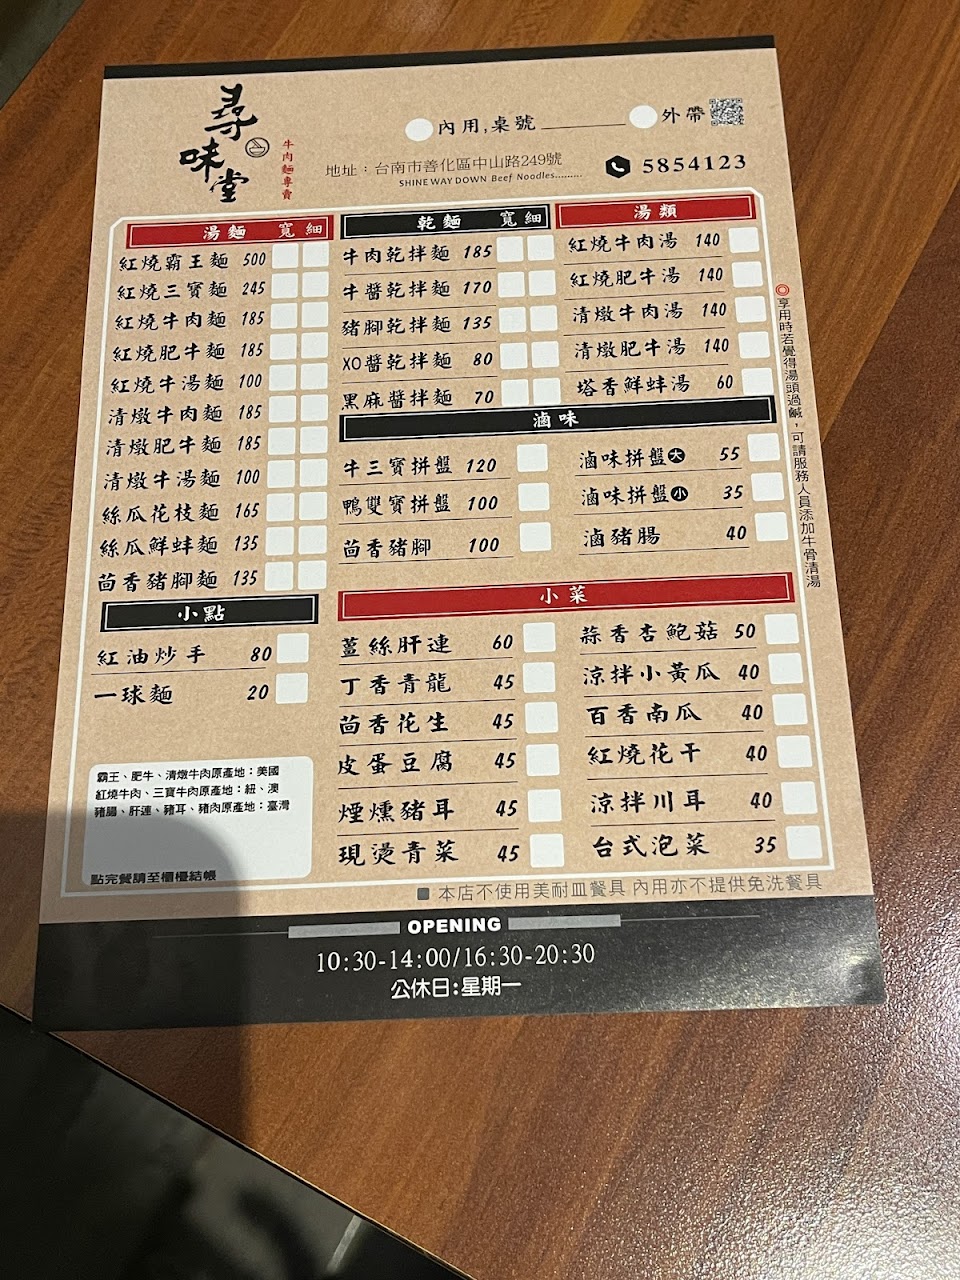 尋味堂
牛肉麵專賣
內用,桌號
外帶
地址：台南市善化區中山路249號
SHINE WAY DOWN Beef Noodles.........
5854123
湯麵 寬 細
紅燒霸王麵 500
紅燒三寶麵 245
紅燒牛肉麵 185
紅燒肥牛麵 185
紅燒牛湯麵 100
清燉牛肉麵 185
清燉肥牛麵 185
清燉牛湯麵 100
絲瓜花枝麵 165
絲瓜鮮蚌麵 135
茴香豬腳麵 135
小點
紅油炒手 80
一球麵 20
乾麵 寬 細
牛肉乾拌麵 185
牛醬乾拌麵 170
豬腳乾拌麵 135
XO醬乾拌麵 80
黑麻醬拌麵 70
湯類
紅燒牛肉湯 140
紅燒肥牛湯 140
清燉牛肉湯 140
清燉肥牛湯 140
塔香鮮蚌湯 60
滷味
牛三寶拼盤 120
鴨雙寶拼盤 100
茴香豬腳 100
滷味拼盤大 55
滷味拼盤小 35
滷豬腸 40
小菜
薑絲肝連 60
丁香青龍 45
茴香花生 45
皮蛋豆腐 45
煙燻豬耳 45
現燙青菜 45
蒜香杏鮑菇 50
涼拌小黃瓜 40
百香南瓜 40
紅燒花干 40
涼拌川耳 40
台式泡菜 35
享用時若覺得湯頭過鹹，可請服務人員添加牛骨清湯
霸王、肥牛、清燉牛肉原產地：美國
紅燒牛肉、三寶牛肉原產地：紐、澳
豬腸、肝連、豬耳、豬肉原產地：臺灣
點完餐請至櫃檯結帳
■ 本店不使用美耐皿餐具 內用亦不提供免洗餐具
OPENING
10:30-14:00/16:30-20:30
公休日:星期一